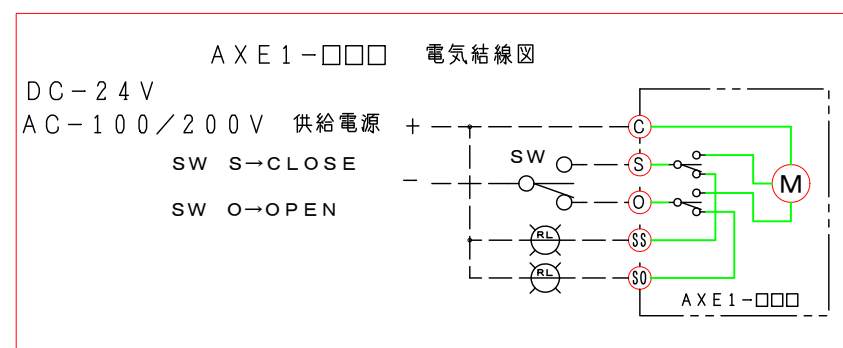 AXE1-□□□ 電気結線図
DC-24V
AC-100/200V 供給電源 +
C
SW S→CLOSE
SW
S
-
M
SW O→OPEN
O
RL
SS
RL
SO
AXE1-□□□